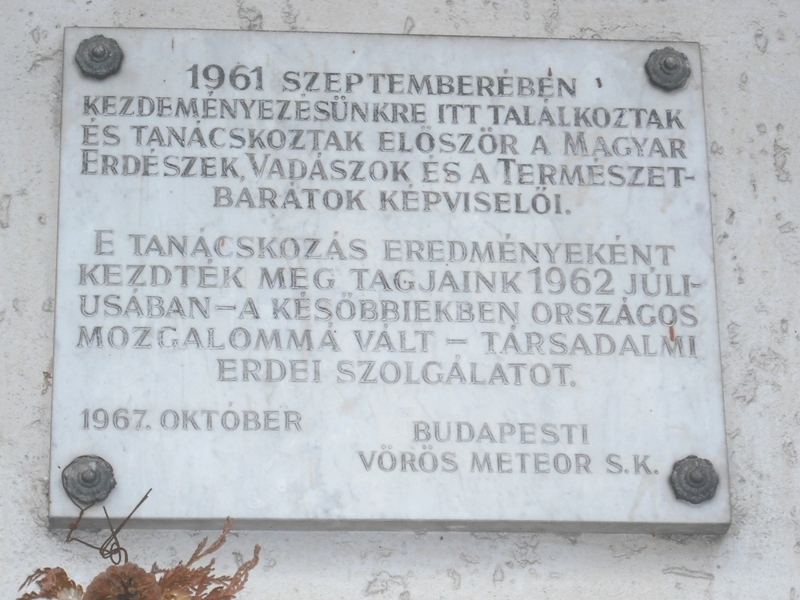 1961 SZEPTEMBERÉBEN
KEZDEMÉNYEZÉSÜNKRE ITT TALÁLKOZTAK
ÉS TANÁCSKOZTAK ELŐSZÖR A MAGYAR
ERDÉSZEK, VADÁSZOK ÉS A TERMÉSZET-
BARÁTOK KÉPVISELŐI.
E TANÁCSKOZÁS EREDMÉNYEKÉNT
KEZDTÉK MEG TAGJAINK 1962 JÚLI-
USÁBAN – A KÉSŐBBIEKBEN ORSZÁGOS
MOZGALOMMÁ VÁLT – TÁRSADALMI
ERDEI SZOLGÁLATOT.
1967. OKTÓBER
BUDAPESTI
VÖRÖS METEOR S.K.